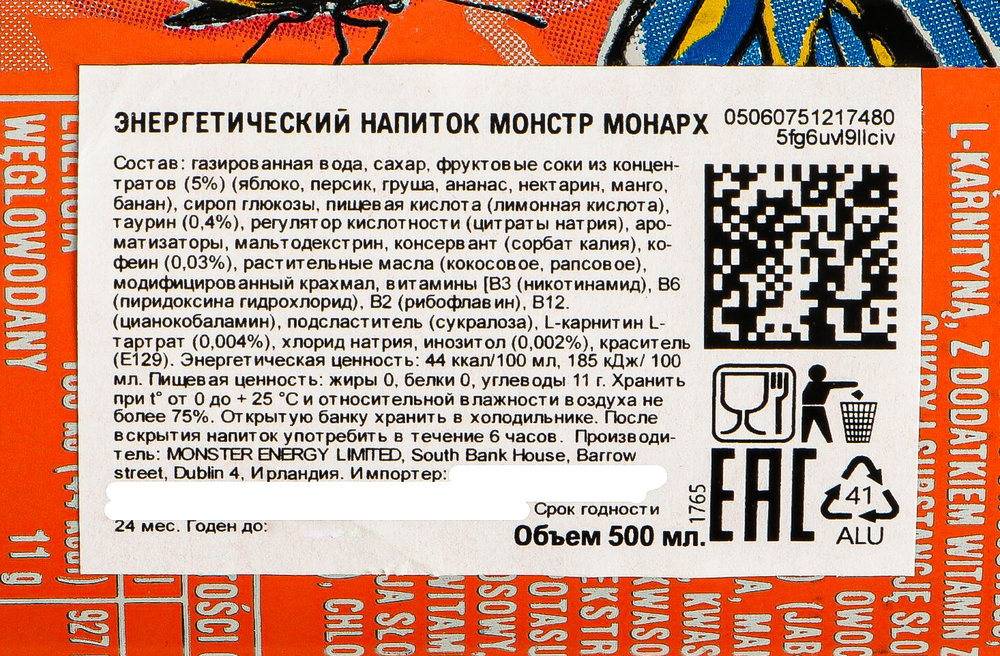 ЭНЕРГЕТИЧЕСКИЙ НАПИТОК МОНСТР МОНАРХ
05060751217480
5fg6uvl9llciv
Состав: газированная вода, сахар, фруктовые соки из концен-
тратов (5%) (яблоко, персик, груша, ананас, нектарин, манго,
банан), сироп глюкозы, пищевая кислота (лимонная кислота),
таурин (0,4%), регулятор кислотности (цитраты натрия), аро-
матизаторы, мальтодекстрин, консервант (сорбат калия), ко-
феин (0,03%), растительные масла (кокосовое, рапсовое),
модифицированный крахмал, витамины [В3 (никотинамид), В6
(пиридоксина гидрохлорид), В2 (рибофлавин), В12.
(цианокобаламин), подсластитель (сукралоза), L-карнитин L-
тартрат (0,004%), хлорид натрия, инозитол (0,002%), краситель
(Е129). Энергетическая ценность: 44 ккал/100 мл, 185 кДж/ 100
мл. Пищевая ценность: жиры 0, белки 0, углеводы 11 г. Хранить
при t° от 0 до + 25 °С и относительной влажности воздуха не
более 75%. Открытую банку хранить в холодильнике. После
вскрытия напиток употребить в течение 6 часов. Производи-
тель: MONSTER ENERGY LIMITED, South Bank House, Barrow
street, Dublin 4, Ирландия. Импортер:
Срок годности
24 мес. Годен до:
Объем 500 мл.
1765
EAC
41
ALU
WĘGLOWODANY
11 g
L-KARNITYNĄ, Z DODATKIEM WITAMIN